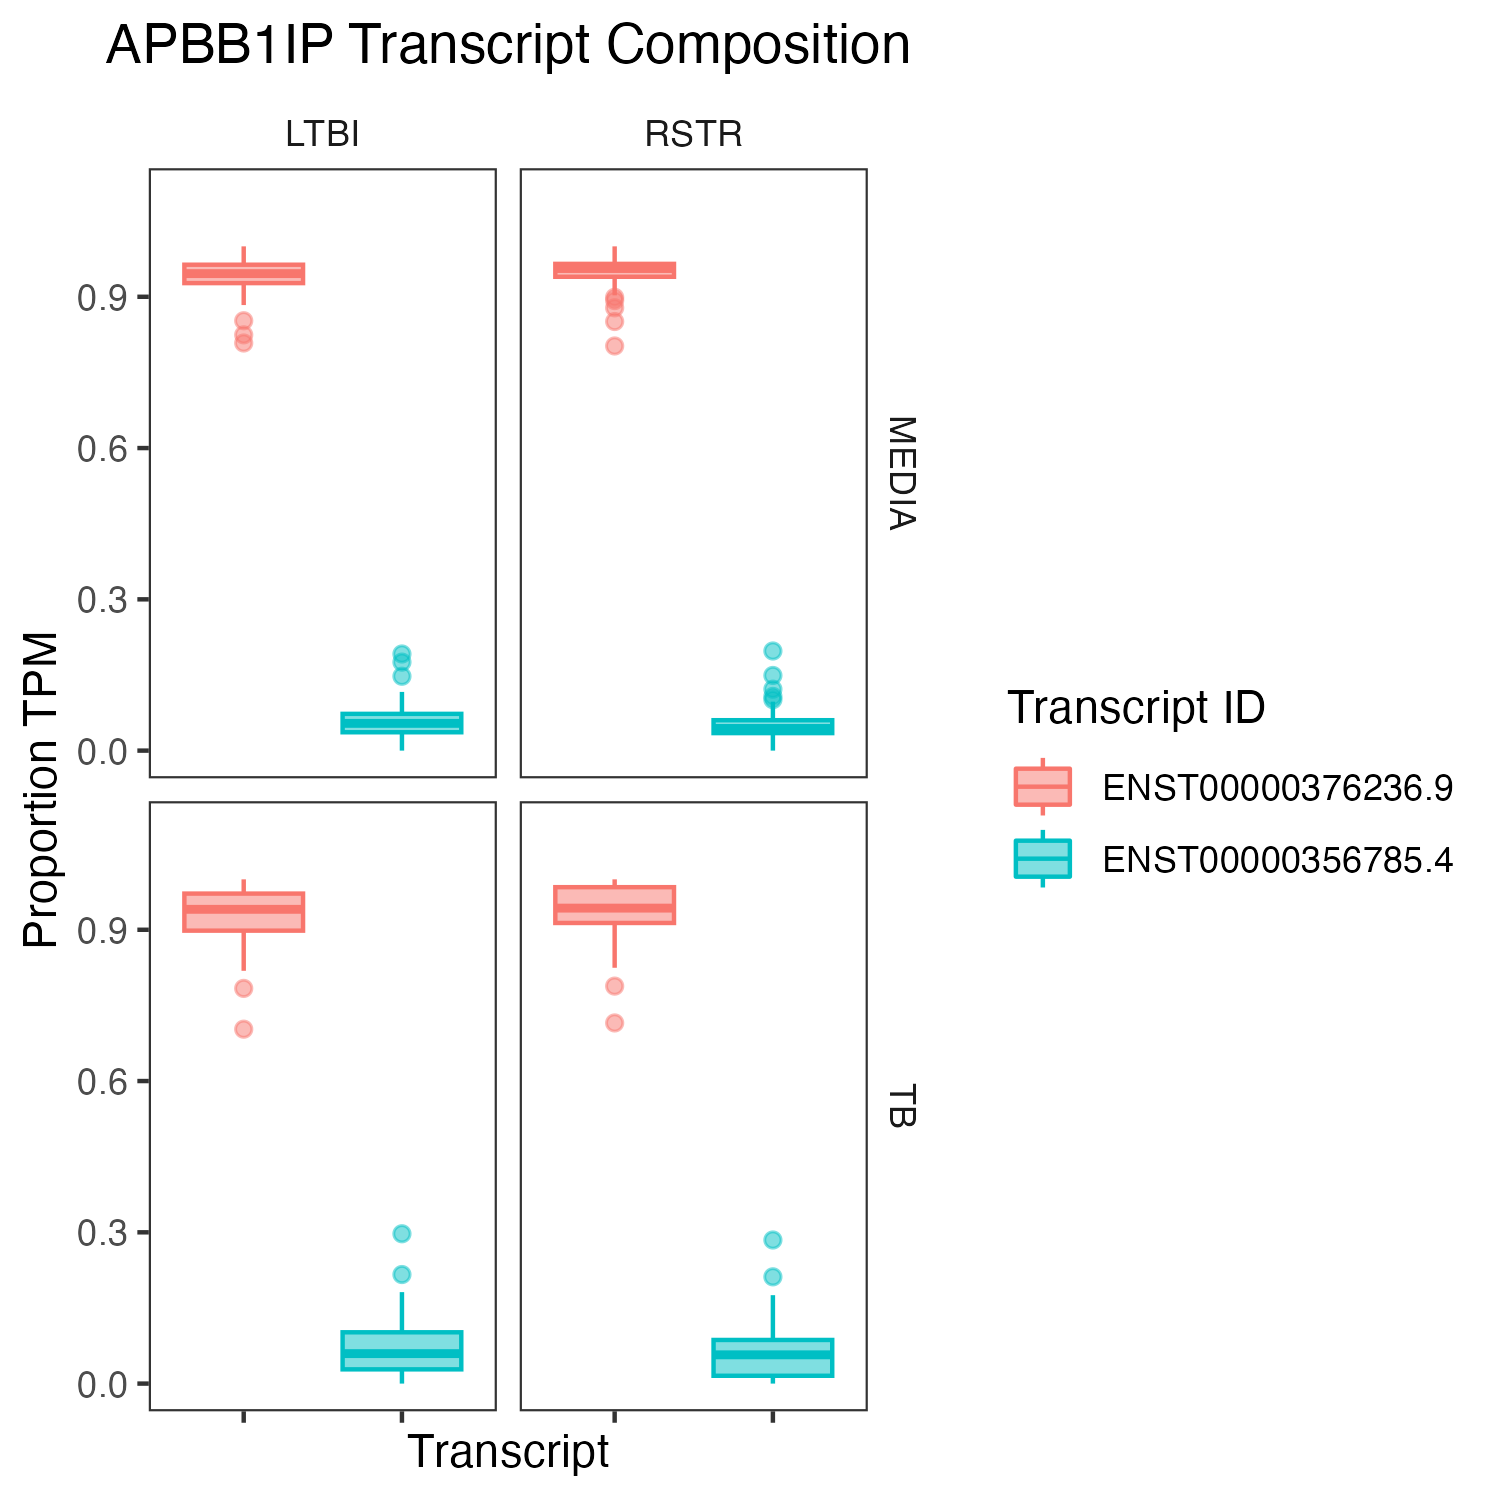 APBB1IP Transcript Composition
LTBI
RSTR
0.9
0.6
0.3
0.0
MEDIA
0.9
0.6
0.3
0.0
TB
Proportion TPM
Transcript
Transcript ID
ENST00000376236.9
ENST00000356785.4